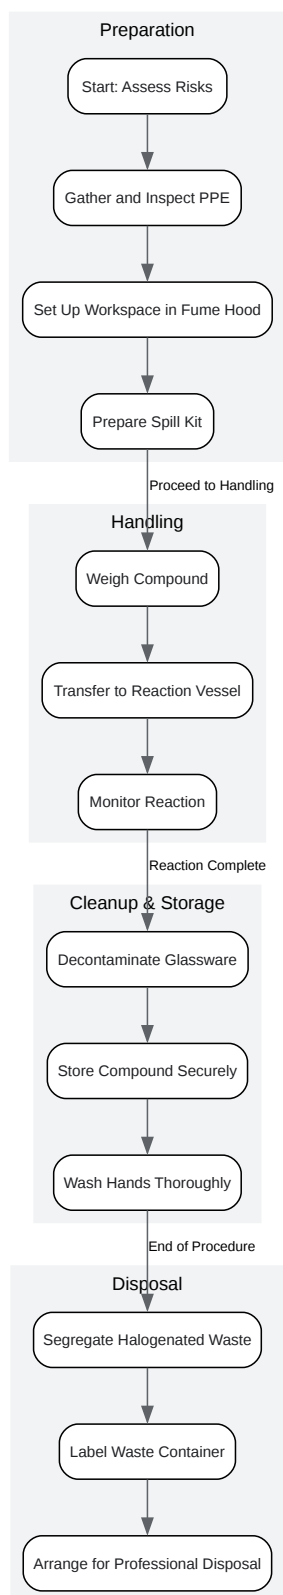 Preparation
Start: Assess Risks
Gather and Inspect PPE
Set Up Workspace in Fume Hood
Prepare Spill Kit
Proceed to Handling
Handling
Weigh Compound
Transfer to Reaction Vessel
Monitor Reaction
Reaction Complete
Cleanup & Storage
Decontaminate Glassware
Store Compound Securely
Wash Hands Thoroughly
End of Procedure
Disposal
Segregate Halogenated Waste
Label Waste Container
Arrange for Professional Disposal